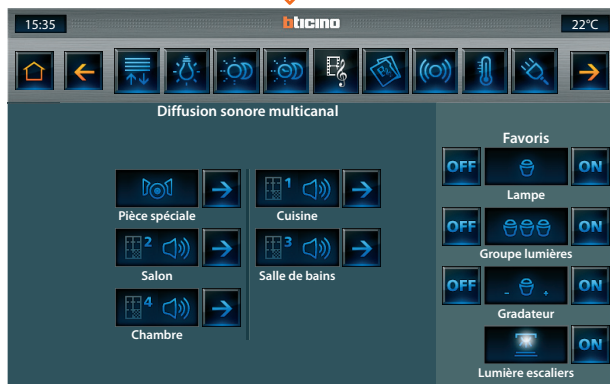 15:35
bticino
22°C
Diffusion sonore multicanal
Pièce spéciale
1
Cuisine
2
Salon
3
Salle de bains
4
Chambre
Favoris
OFF
ON
Lampe
OFF
ON
Groupe lumières
OFF
- +
ON
Gradateur
ON
Lumière escaliers